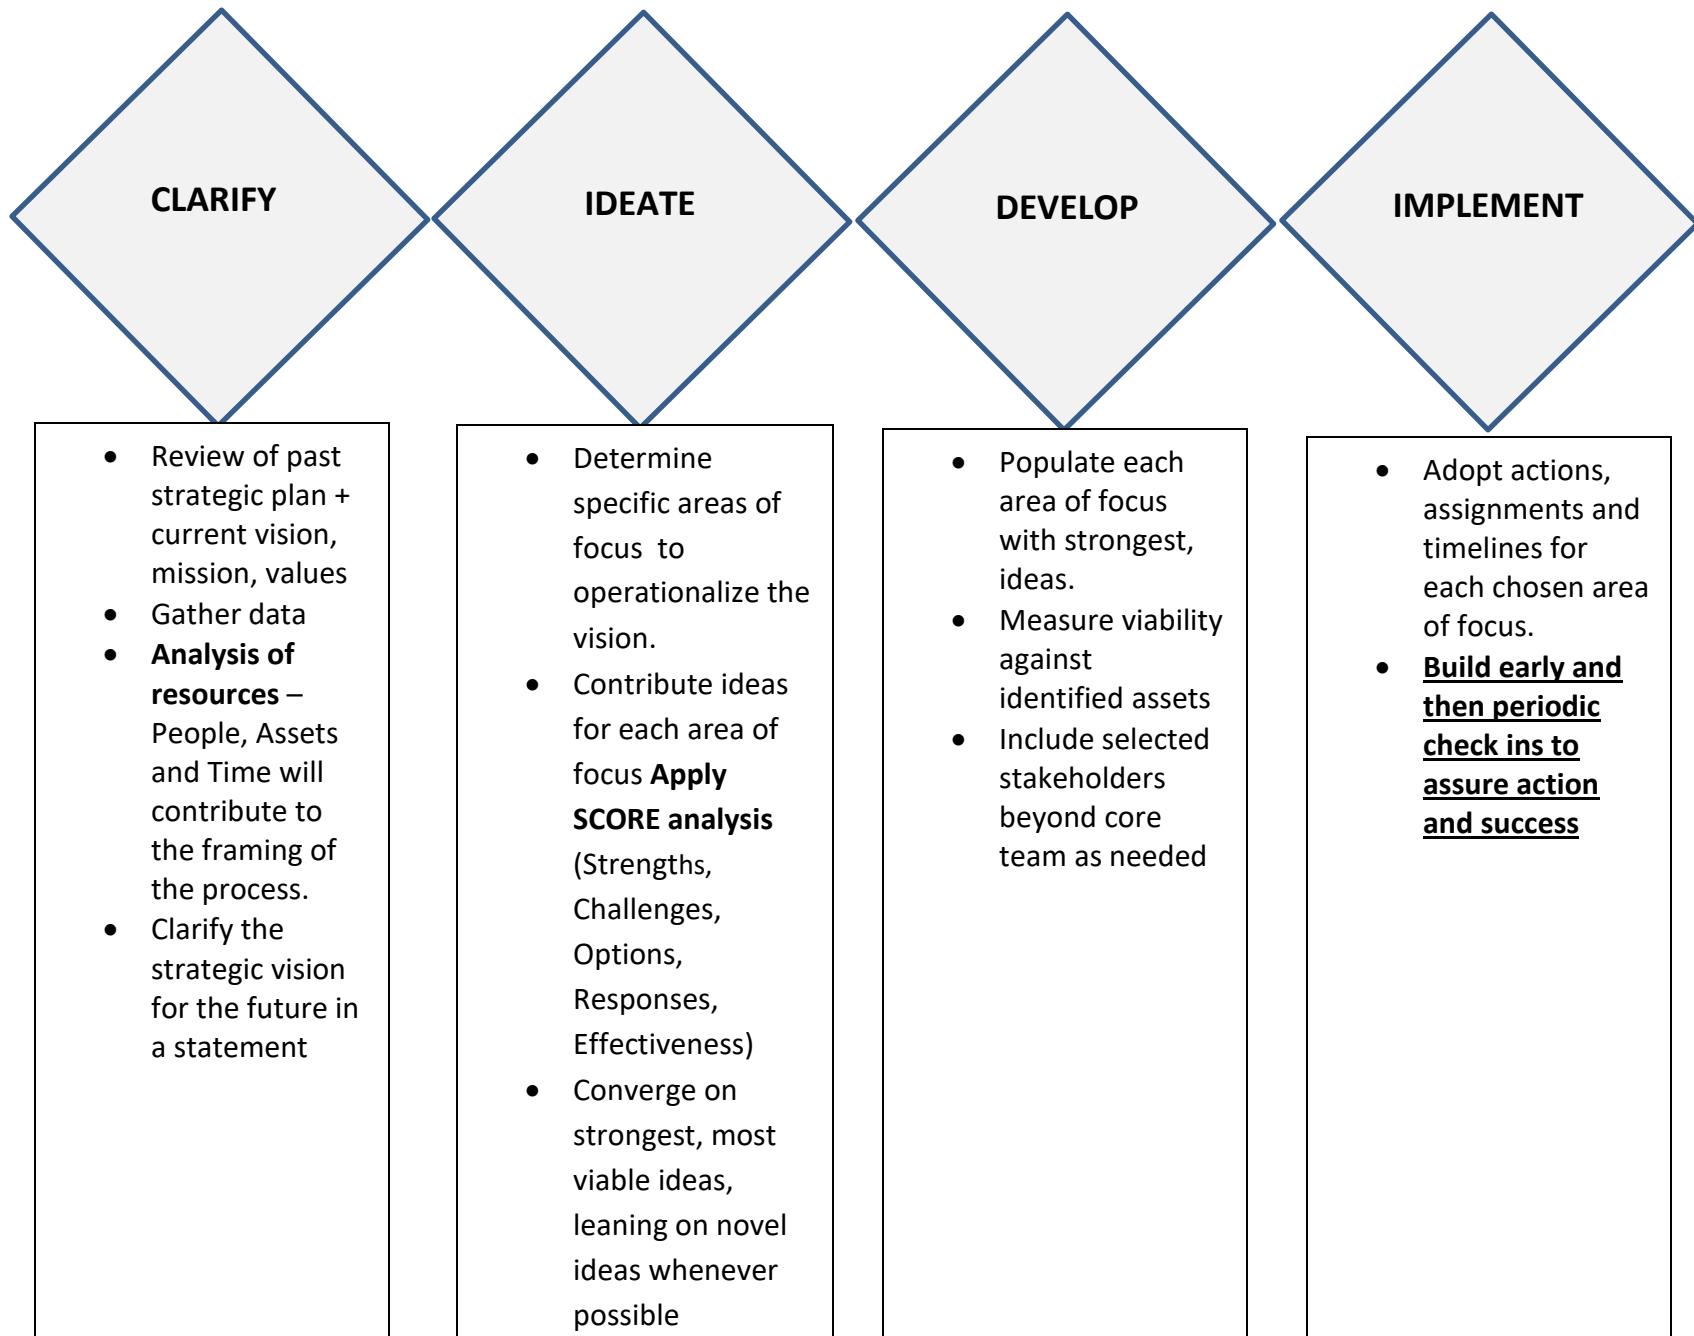 CLARIFY
IDEATE
DEVELOP
IMPLEMENT
• Review of past
strategic plan +
current vision,
mission, values
• Gather data
• Analysis of
resources –
People, Assets
and Time will
contribute to
the framing of
the process.
• Clarify the
strategic vision
for the future in
a statement
• Determine
specific areas of
focus  to
operationalize the
vision.
• Contribute ideas
for each area of
focus Apply
SCORE analysis
(Strengths,
Challenges,
Options,
Responses,
Effectiveness)
• Converge on
strongest, most
viable ideas,
leaning on novel
ideas whenever
possible
• Populate each
area of focus
with strongest,
ideas.
• Measure viability
against
identified assets
• Include selected
stakeholders
beyond core
team as needed
• Adopt actions,
assignments and
timelines for
each chosen area
of focus.
• Build early and
then periodic
check ins to
assure action
and success